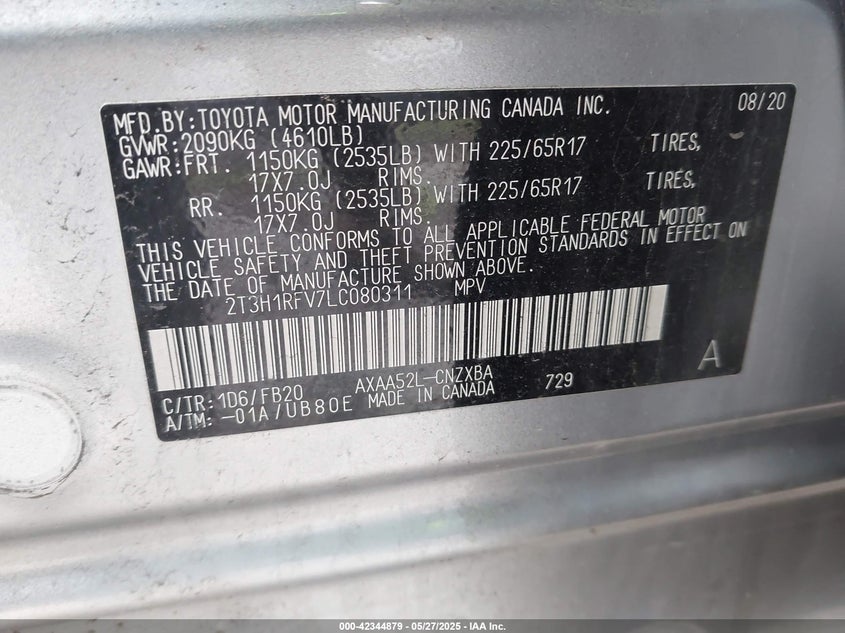 MFD.BY:TOYOTA MOTOR MANUFACTURING CANADA INC. 08/20
GVWR:2090KG (4610LB)
GAWR:FRT. 1150KG (2535LB) WITH 225/65R17 TIRES,
17X7.0J RIMS.
RR. 1150KG (2535LB) WITH 225/65R17 TIRES,
17X7.0J RIMS.
THIS VEHICLE CONFORMS TO ALL APPLICABLE FEDERAL MOTOR
VEHICLE SAFETY AND THEFT PREVENTION STANDARDS IN EFFECT ON
THE DATE OF MANUFACTURE SHOWN ABOVE.
2T3H1RFV7LC080311 MPV
A
C/TR:1D6/FB20 AXAA52L-CNZXBA 729
A/TM:-01A/UB80E MADE IN CANADA
000-42344879 - 05/27/2025 - IAA Inc.